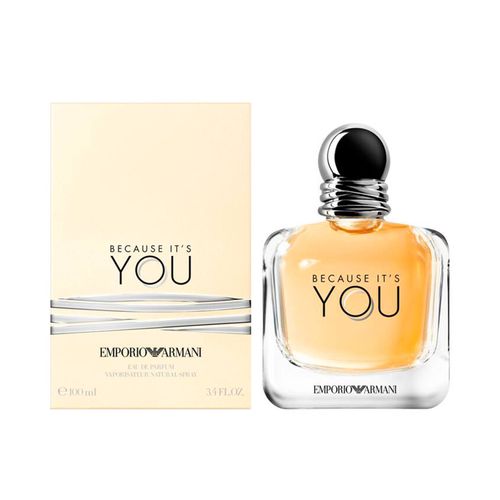 BECAUSE IT'S
YOU
EMPORIO ARMANI
EAU DE PARFUM
VAPORISATEUR NATURAL SPRAY
℮ 100 ml 3.4 FL.OZ.
BECAUSE IT'S
YOU
EMPORIO ARMANI